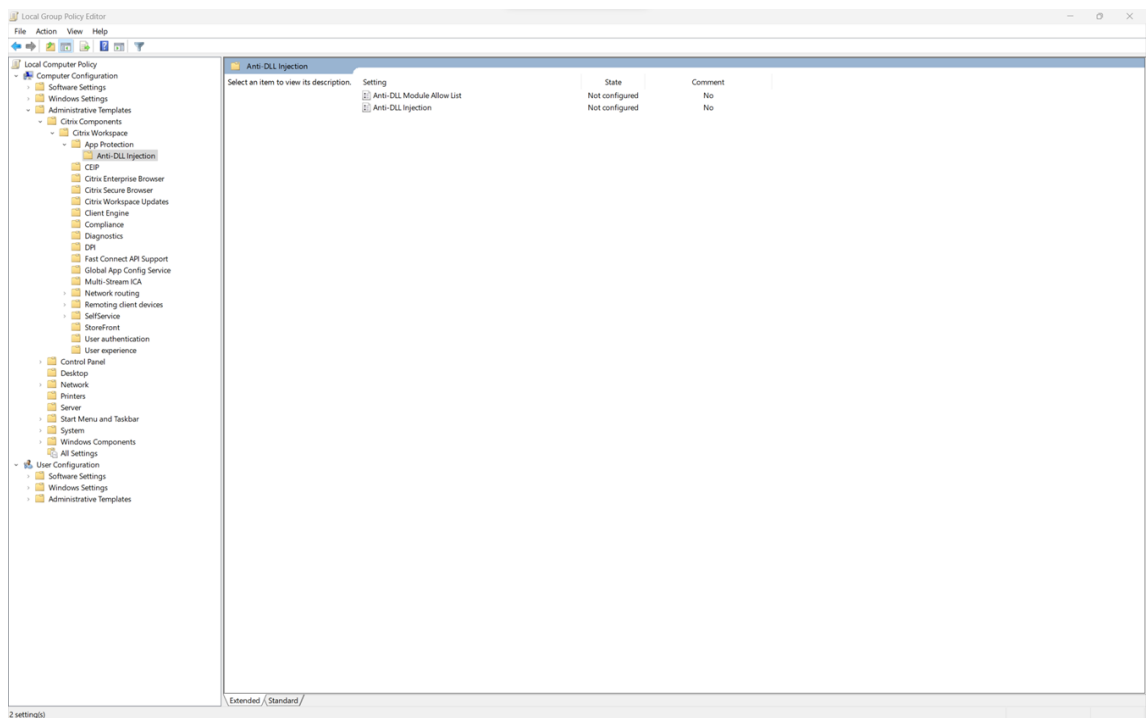 Local Group Policy Editor
File Action View Help
Local Computer Policy
Computer Configuration
Software Settings
Windows Settings
Administrative Templates
Citrix Components
Citrix Workspace
App Protection
Anti-DLL Injection
CEIP
Citrix Enterprise Browser
Citrix Secure Browser
Citrix Workspace Updates
Client Engine
Compliance
Diagnostics
DPI
Fast Connect API Support
Global App Config Service
Multi-Stream ICA
Network routing
Remoting client devices
SelfService
StoreFront
User authentication
User experience
Control Panel
Desktop
Network
Printers
Server
Start Menu and Taskbar
System
Windows Components
All Settings
User Configuration
Software Settings
Windows Settings
Administrative Templates
Anti-DLL Injection
Select an item to view its description.
Setting State Comment
Anti-DLL Module Allow List Not configured No
Anti-DLL Injection Not configured No
Extended Standard
2 setting(s)